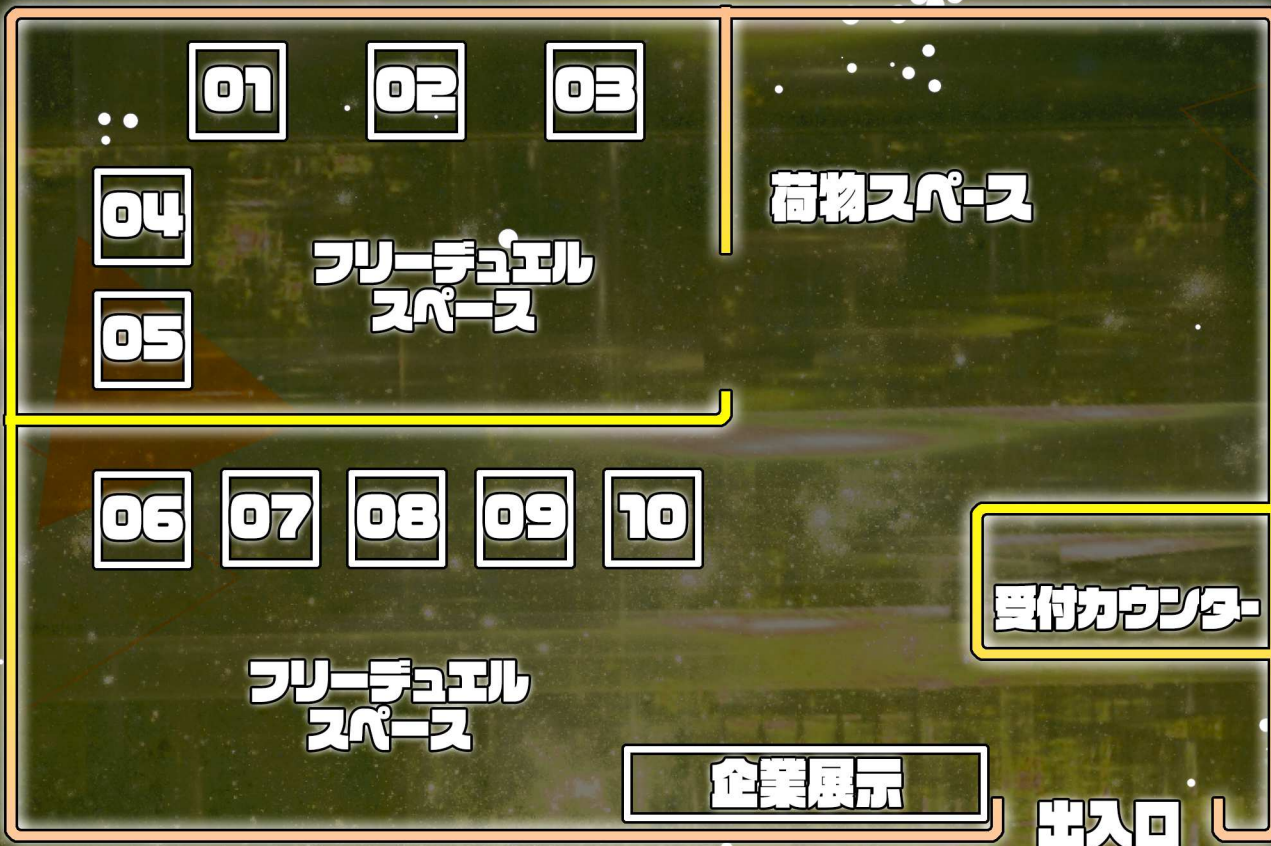 01
02
03
荷物スペース
04
フリーデュエル
スペース
05
06
07
08
09
10
受付カウンター
フリーデュエル
スペース
企業展示
出入口